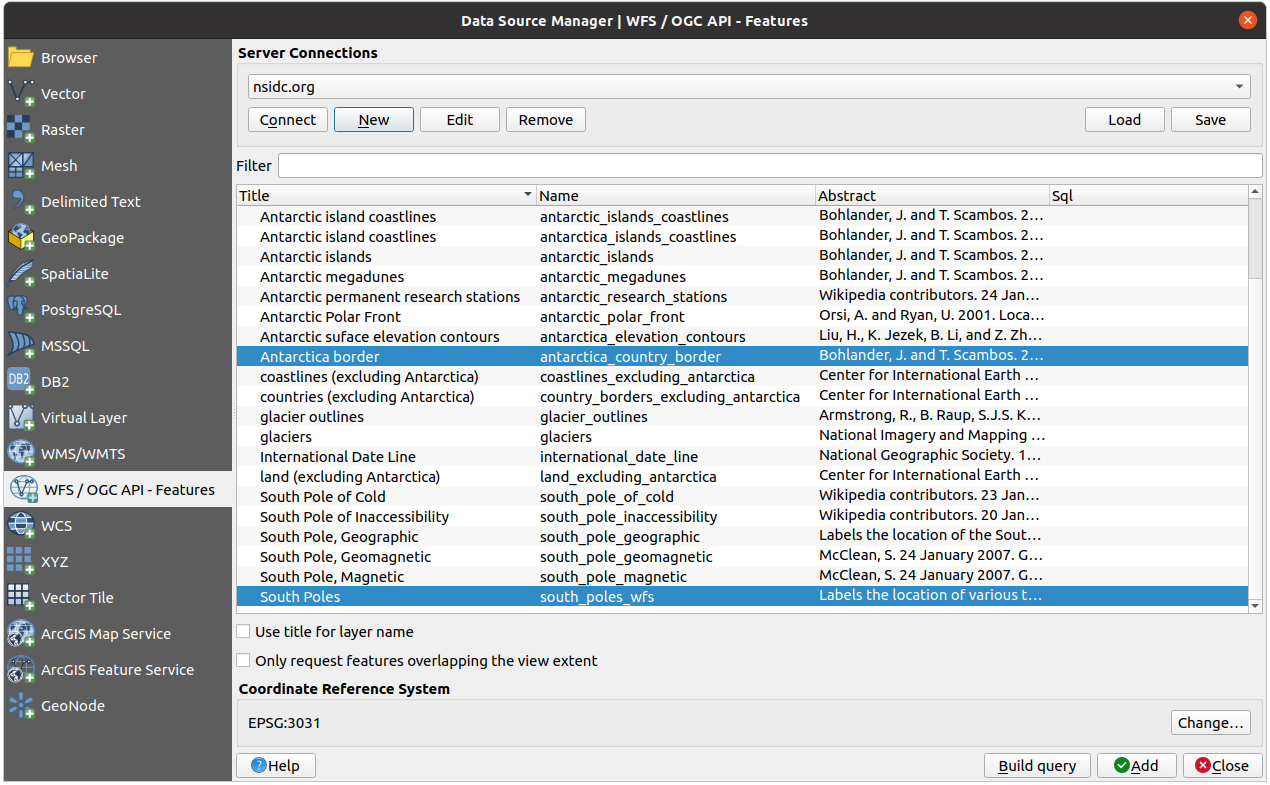 Data Source Manager | WFS / OGC API - Features
Browser
Vector
Raster
Mesh
Delimited Text
GeoPackage
SpatiaLite
PostgreSQL
MSSQL
DB2
DB2
Virtual Layer
WMS/WMTS
WFS / OGC API - Features
WCS
XYZ
Vector Tile
ArcGIS Map Service
ArcGIS Feature Service
GeoNode
Server Connections
nsidc.org
Connect New Edit Remove Load Save
Filter
Title Name Abstract Sql
Antarctic island coastlines antarctic_islands_coastlines Bohlander, J. and T. Scambos. 2…
Antarctic island coastlines antarctica_islands_coastlines Bohlander, J. and T. Scambos. 2…
Antarctic islands antarctic_islands Bohlander, J. and T. Scambos. 2…
Antarctic megadunes antarctic_megadunes Bohlander, J. and T. Scambos. 2…
Antarctic permanent research stations antarctic_research_stations Wikipedia contributors. 24 Jan…
Antarctic Polar Front antarctic_polar_front Orsi, A. and Ryan, U. 2001. Loca…
Antarctic suface elevation contours antarctica_elevation_contours Liu, H., K. Jezek, B. Li, and Z. Zh…
Antarctica border antarctica_country_border Bohlander, J. and T. Scambos. 2…
coastlines (excluding Antarctica) coastlines_excluding_antarctica Center for International Earth …
countries (excluding Antarctica) country_borders_excluding_antarctica Center for International Earth …
glacier outlines glacier_outlines Armstrong, R., B. Raup, S.J.S. K…
glaciers glaciers National Imagery and Mapping …
International Date Line international_date_line National Geographic Society. 1…
land (excluding Antarctica) land_excluding_antarctica Center for International Earth …
South Pole of Cold south_pole_of_cold Wikipedia contributors. 23 Jan…
South Pole of Inaccessibility south_pole_inaccessibility Wikipedia contributors. 20 Jan…
South Pole, Geographic south_pole_geographic Labels the location of the Sout…
South Pole, Geomagnetic south_pole_geomagnetic McClean, S. 24 January 2007. G…
South Pole, Magnetic south_pole_magnetic McClean, S. 24 January 2007. G…
South Poles south_poles_wfs Labels the location of various t…
Use title for layer name
Only request features overlapping the view extent
Coordinate Reference System
EPSG:3031 Change…
Help Build query Add Close